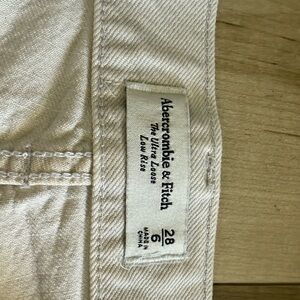 Abercrombie & Fitch
The Ultra Loose
Low Rise
28
6
MADE IN
CHINA